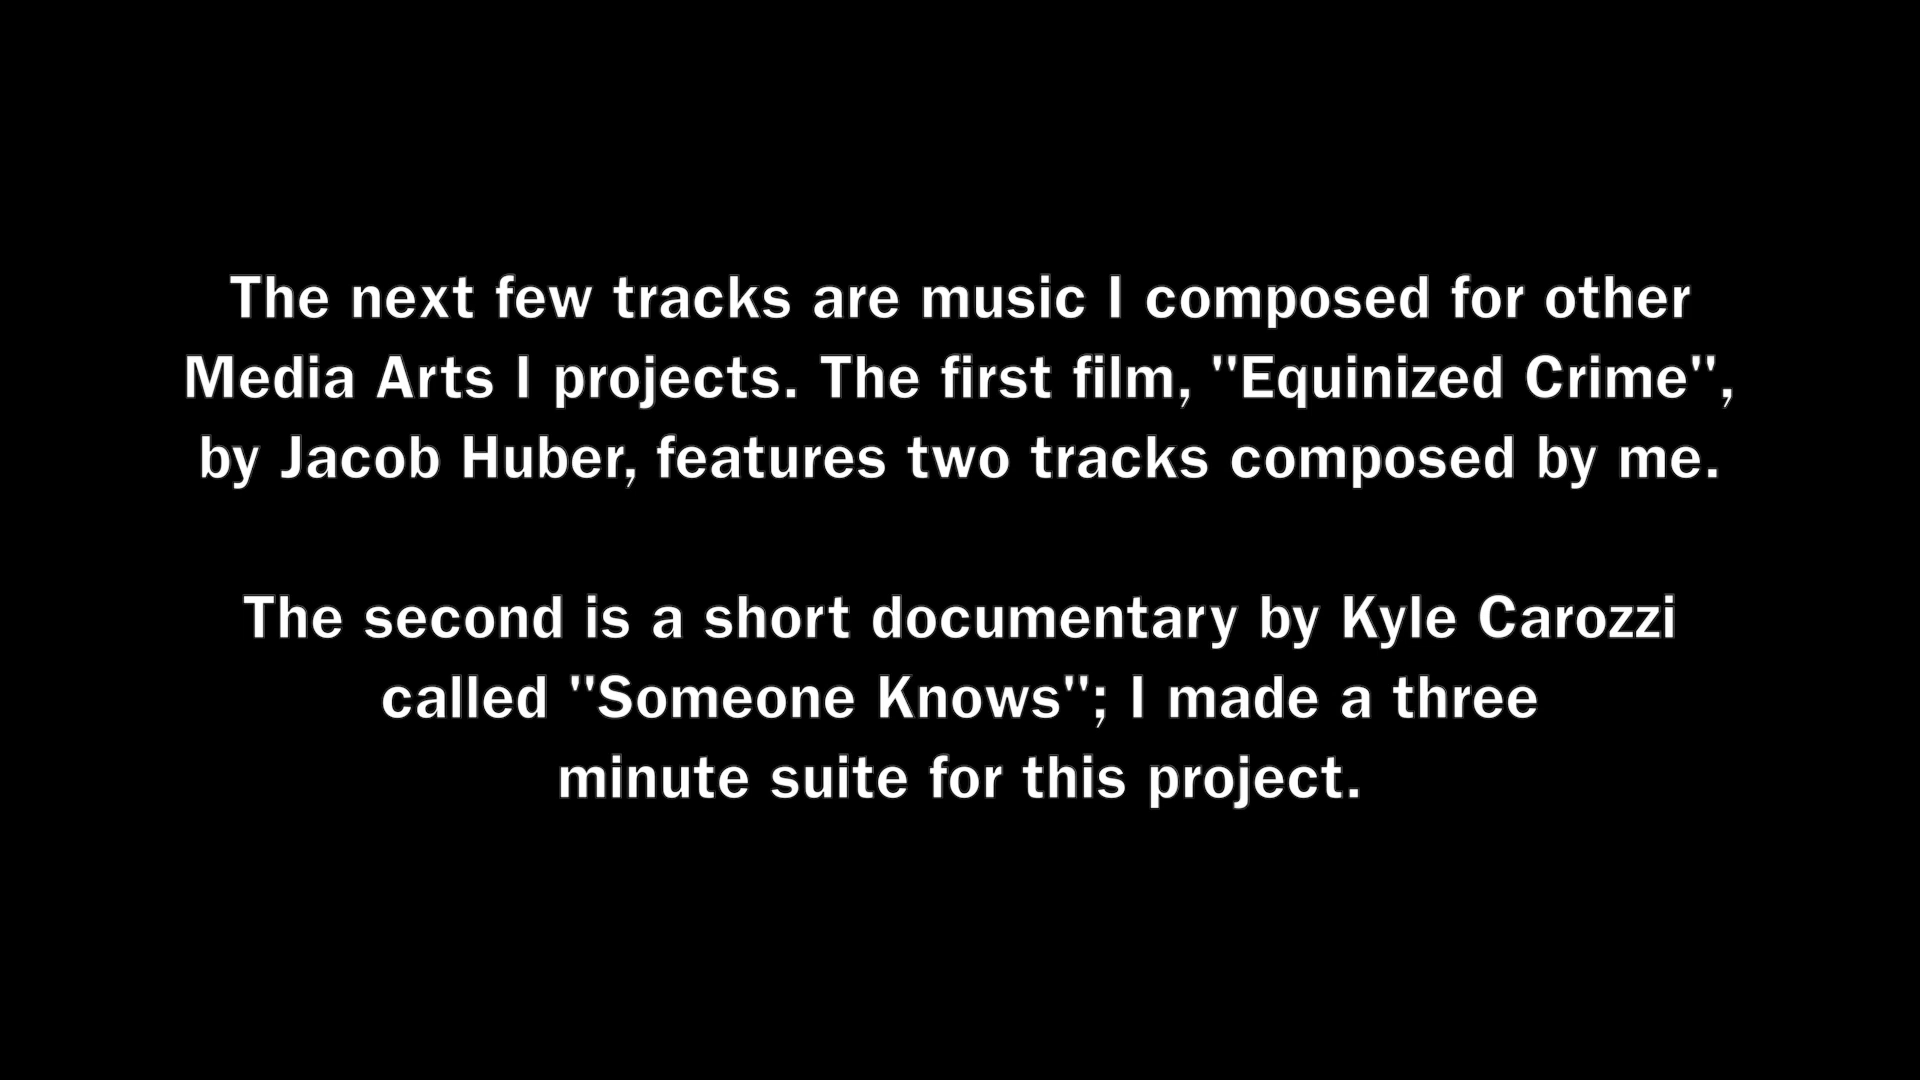 The next few tracks are music I composed for other
Media Arts I projects. The first film, "Equinized Crime",
by Jacob Huber, features two tracks composed by me.
The second is a short documentary by Kyle Carozzi
called "Someone Knows"; I made a three
minute suite for this project.